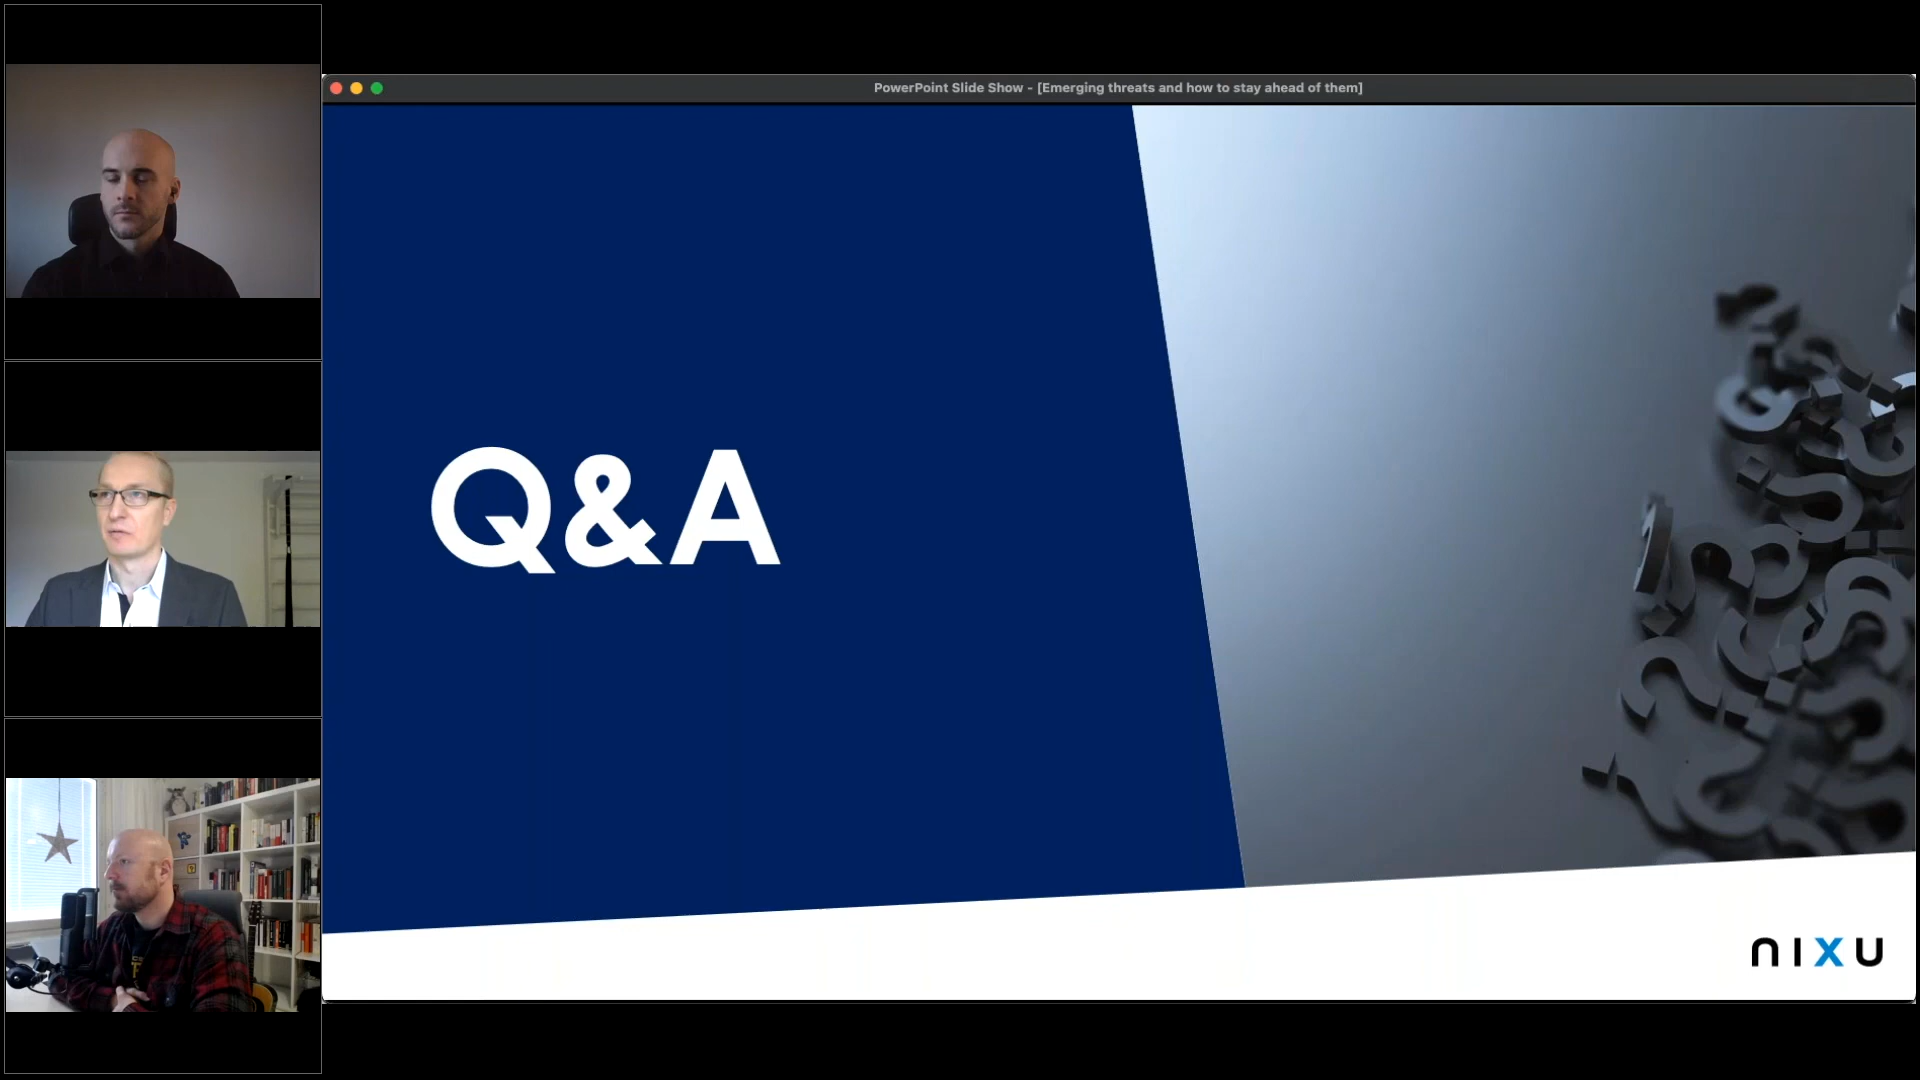 PowerPoint Slide Show - [Emerging threats and how to stay ahead of them]
Q&A
nixu